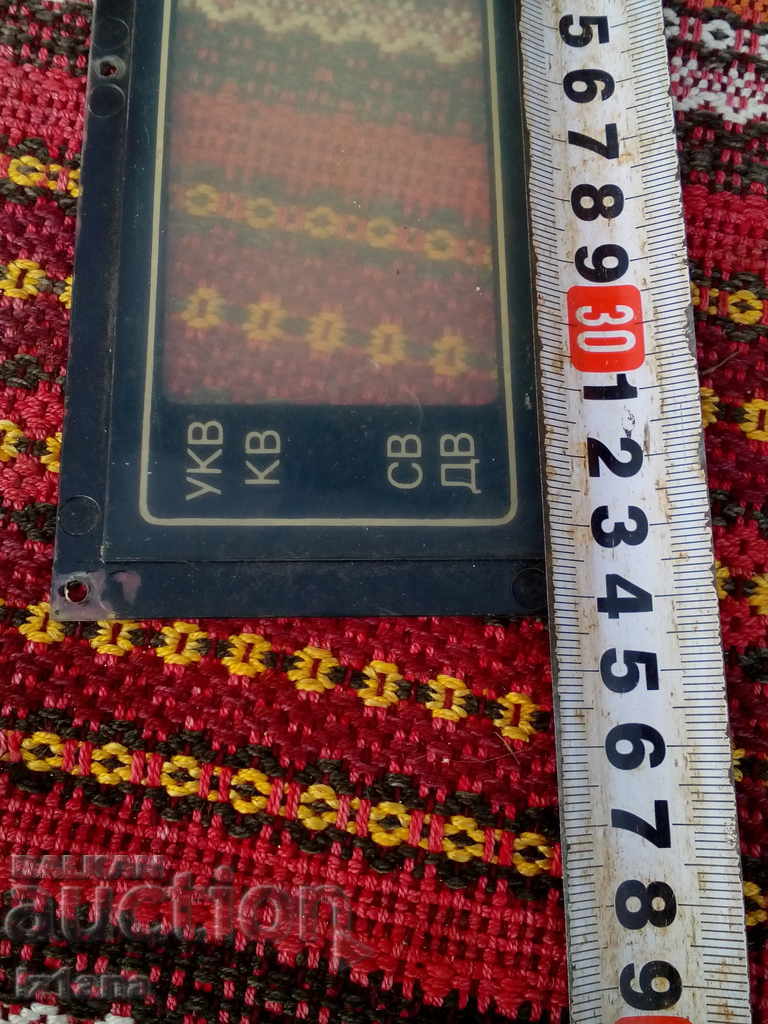 УКВ
КВ
СВ
ДВ
5 6 7 8 9 30 1 2 3 4 5 6 7 8 9
BALKAN
auction
iz1ana